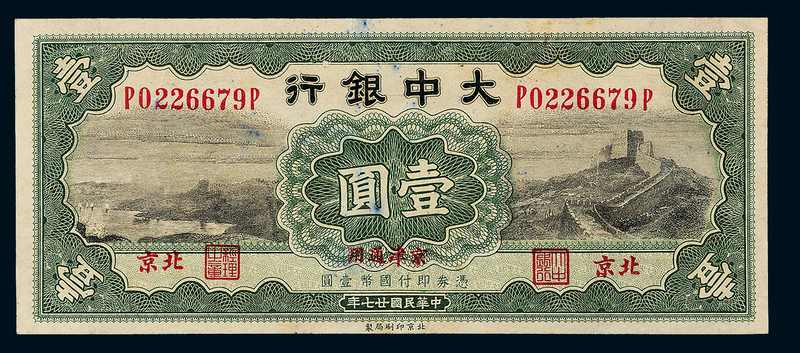 壹 壹
大中銀行
P0226679P P0226679P
壹圓
京津通用
北京 北京
憑券即付國幣壹圓
中華民國廿七年
壹 壹
北京印刷局製